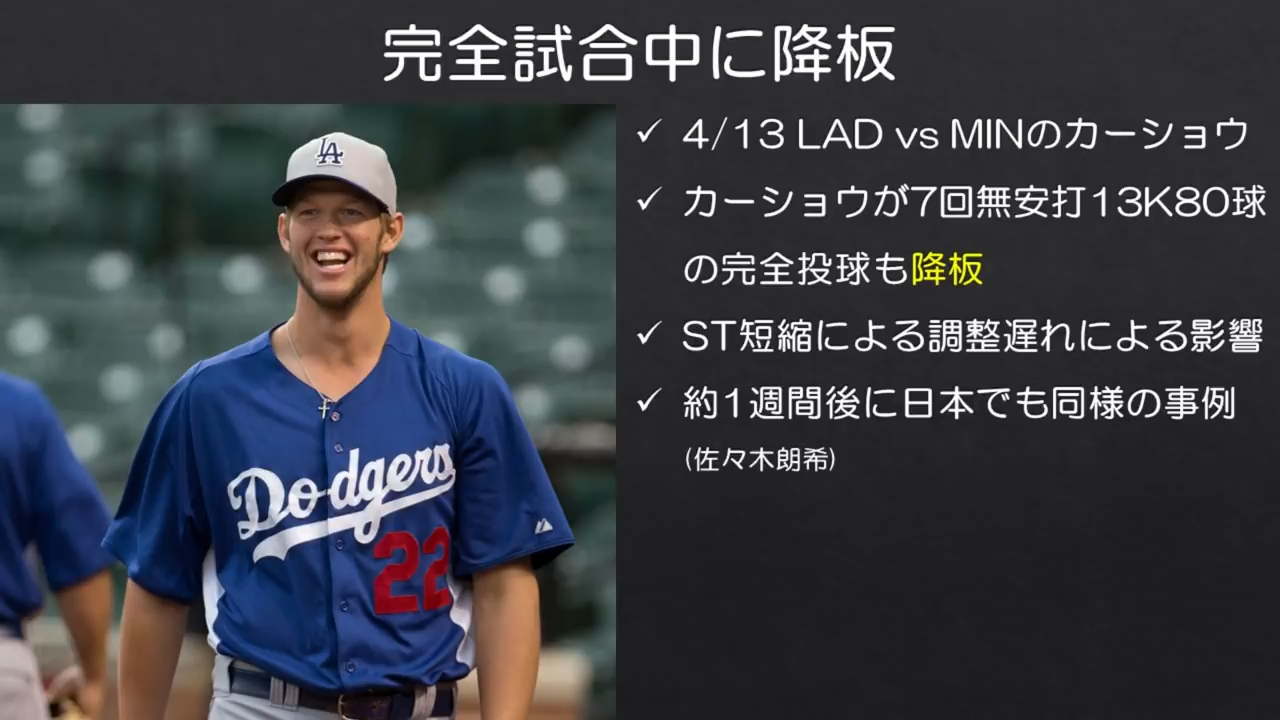 完全試合中に降板
✓ 4/13 LAD vs MINのカーショウ
✓ カーショウが7回無安打13K80球
の完全投球も降板
✓ ST短縮による調整遅れによる影響
✓ 約1週間後に日本でも同様の事例
(佐々木朗希)
LA
Dodgers
22